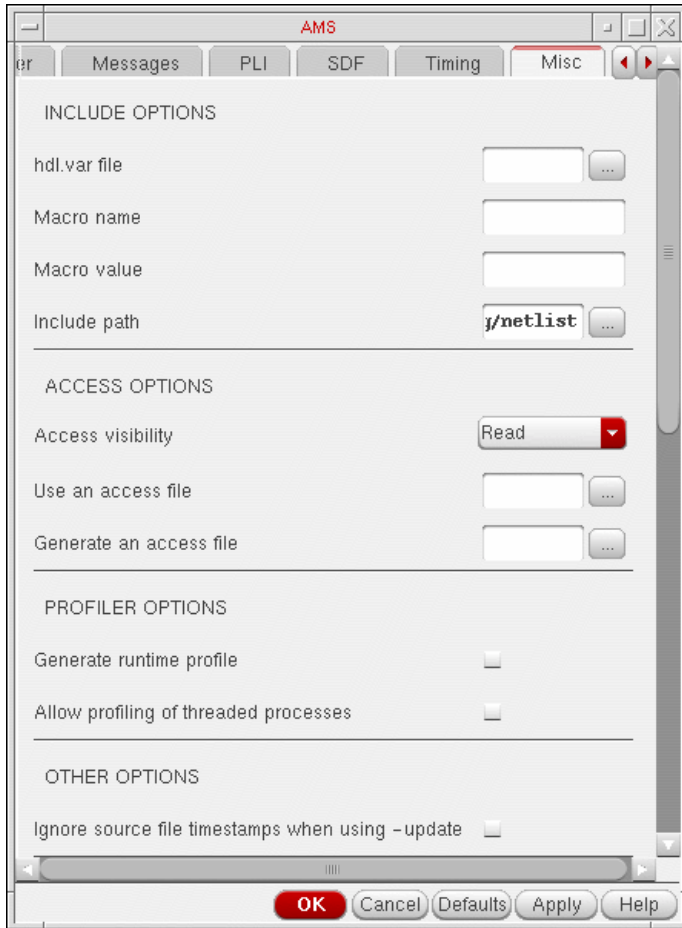 AMS
er Messages PLI SDF Timing Misc
INCLUDE OPTIONS
hdl.var file ...
Macro name
Macro value
Include path /netlist ...
ACCESS OPTIONS
Access visibility Read
Use an access file ...
Generate an access file ...
PROFILER OPTIONS
Generate runtime profile
Allow profiling of threaded processes
OTHER OPTIONS
Ignore source file timestamps when using -update
OK Cancel Defaults Apply Help